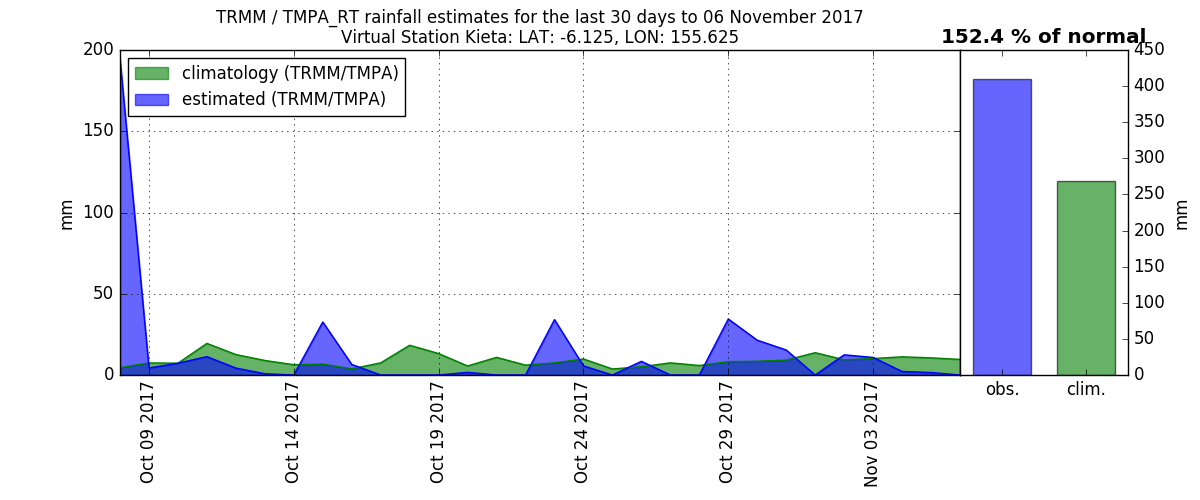 TRMM / TMPA_RT rainfall estimates for the last 30 days to 06 November 2017
Virtual Station Kieta: LAT: -6.125, LON: 155.625
152.4 % of normal
climatology (TRMM/TMPA)
estimated (TRMM/TMPA)
200
150
100
50
0
mm
Oct 09 2017
Oct 14 2017
Oct 19 2017
Oct 24 2017
Oct 29 2017
Nov 03 2017
450
400
350
300
250
200
150
100
50
0
mm
obs.
clim.